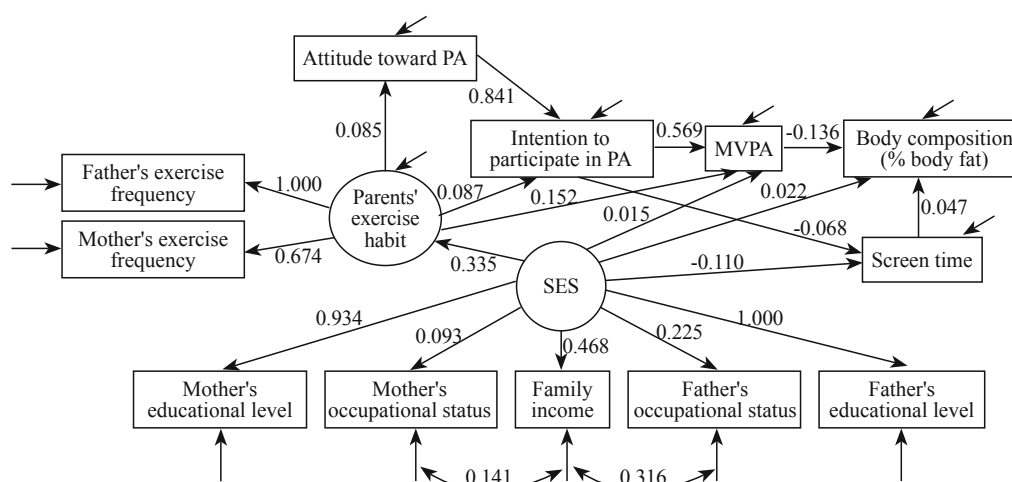 Attitude toward PA
0.841
0.085
Intention to
participate in PA
0.569
MVPA
-0.136
Body composition
(% body fat)
Father's exercise
frequency
1.000
Parents'
exercise
habit
0.087
0.152
0.022
0.015
0.047
Mother's exercise
frequency
0.674
0.335
-0.068
Screen time
-0.110
SES
0.934
0.093
0.468
0.225
1.000
Mother's
educational level
Mother's
occupational status
Family
income
Father's
occupational status
Father's
educational level
0.141
0.316